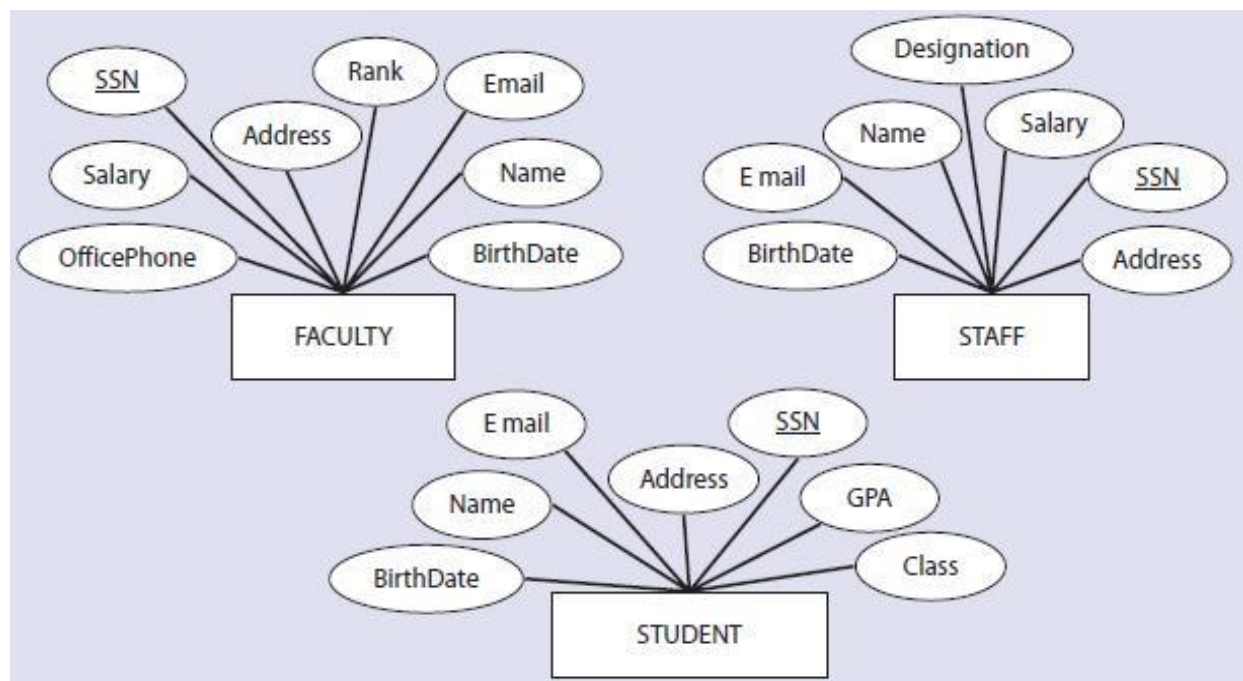 Designation
SSN
Rank
Email
Address
Name
Salary
Salary
Name
E mail
SSN
OfficePhone
BirthDate
BirthDate
Address
FACULTY
STAFF
E mail
SSN
Address
Name
GPA
BirthDate
Class
STUDENT